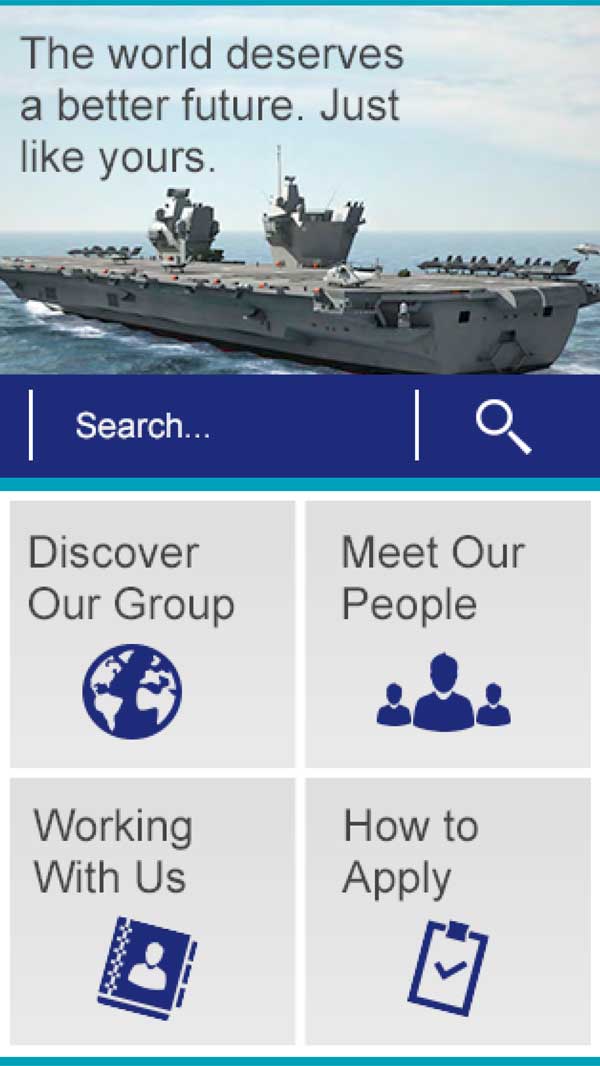 The world deserves
a better future. Just
like yours.
Search...
Discover
Our Group
Meet Our
People
Working
With Us
How to
Apply